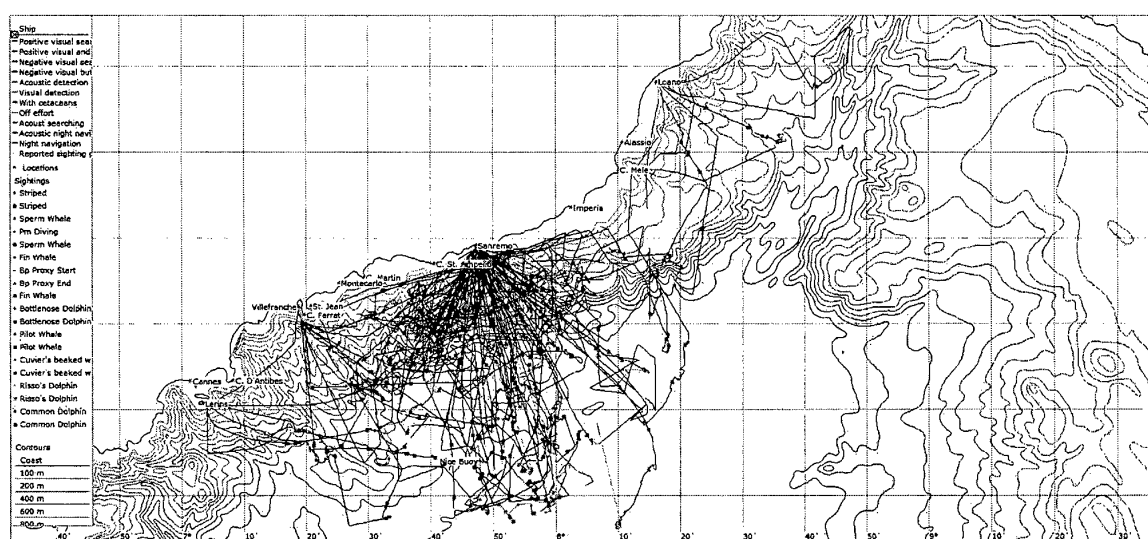 Ship
Positive visual sea
Positive visual and
Negative visual sea
Negative visual but
Acoustic detection
Visual detection
With cetaceans
Off effort
Acoust searching
Acoustic night navi
Night navigation
Reported sighting
Locations
Sightings
Striped
Striped
Sperm Whale
Pm Diving
Sperm Whale
Fin Whale
Bp Proxy Start
Bp Proxy End
Fin Whale
Bottlenose Dolphin
Bottlenose Dolphin
Pilot Whale
Pilot Whale
Cuvier's beaked w
Cuvier's beaked w
Risso's Dolphin
Risso's Dolphin
Common Dolphin
Common Dolphin
Contours
Coast
100 m
200 m
400 m
600 m
800 m
Loano
Alassio
C. Mele
Imperia
Sanremo
C. St. Ampelio
Martin
Montecarlo
Villefranche
St. Jean
C. Ferrat
Cannes
C. D'Antibes
Lerins
Nice Buoy
40' 50' 7° 10' 20' 30' 40' 50' 8° 10' 20' 30' 40' 50' 9° 10' 20' 30'